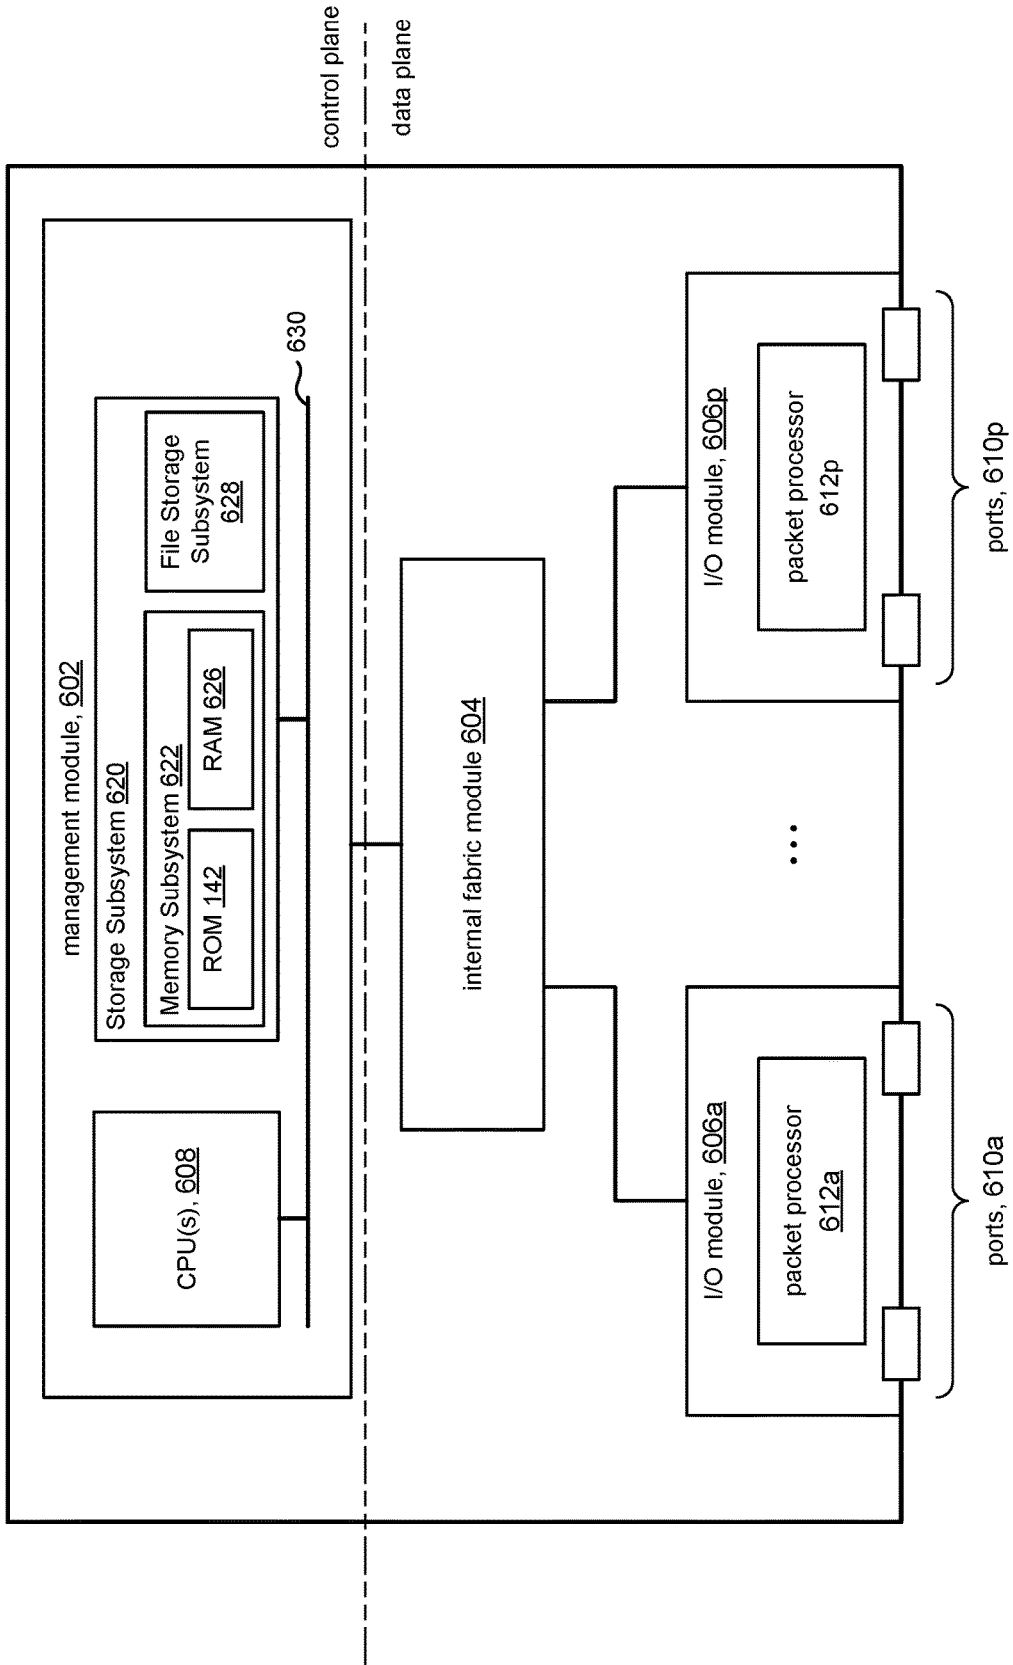 control plane
data plane
management module, 602
Storage Subsystem 620
Memory Subsystem 622
ROM 142
RAM 626
File Storage
Subsystem
628
CPU(s), 608
630
internal fabric module 604
I/O module, 606a
packet processor
612a
ports, 610a
...
I/O module, 606p
packet processor
612p
ports, 610p